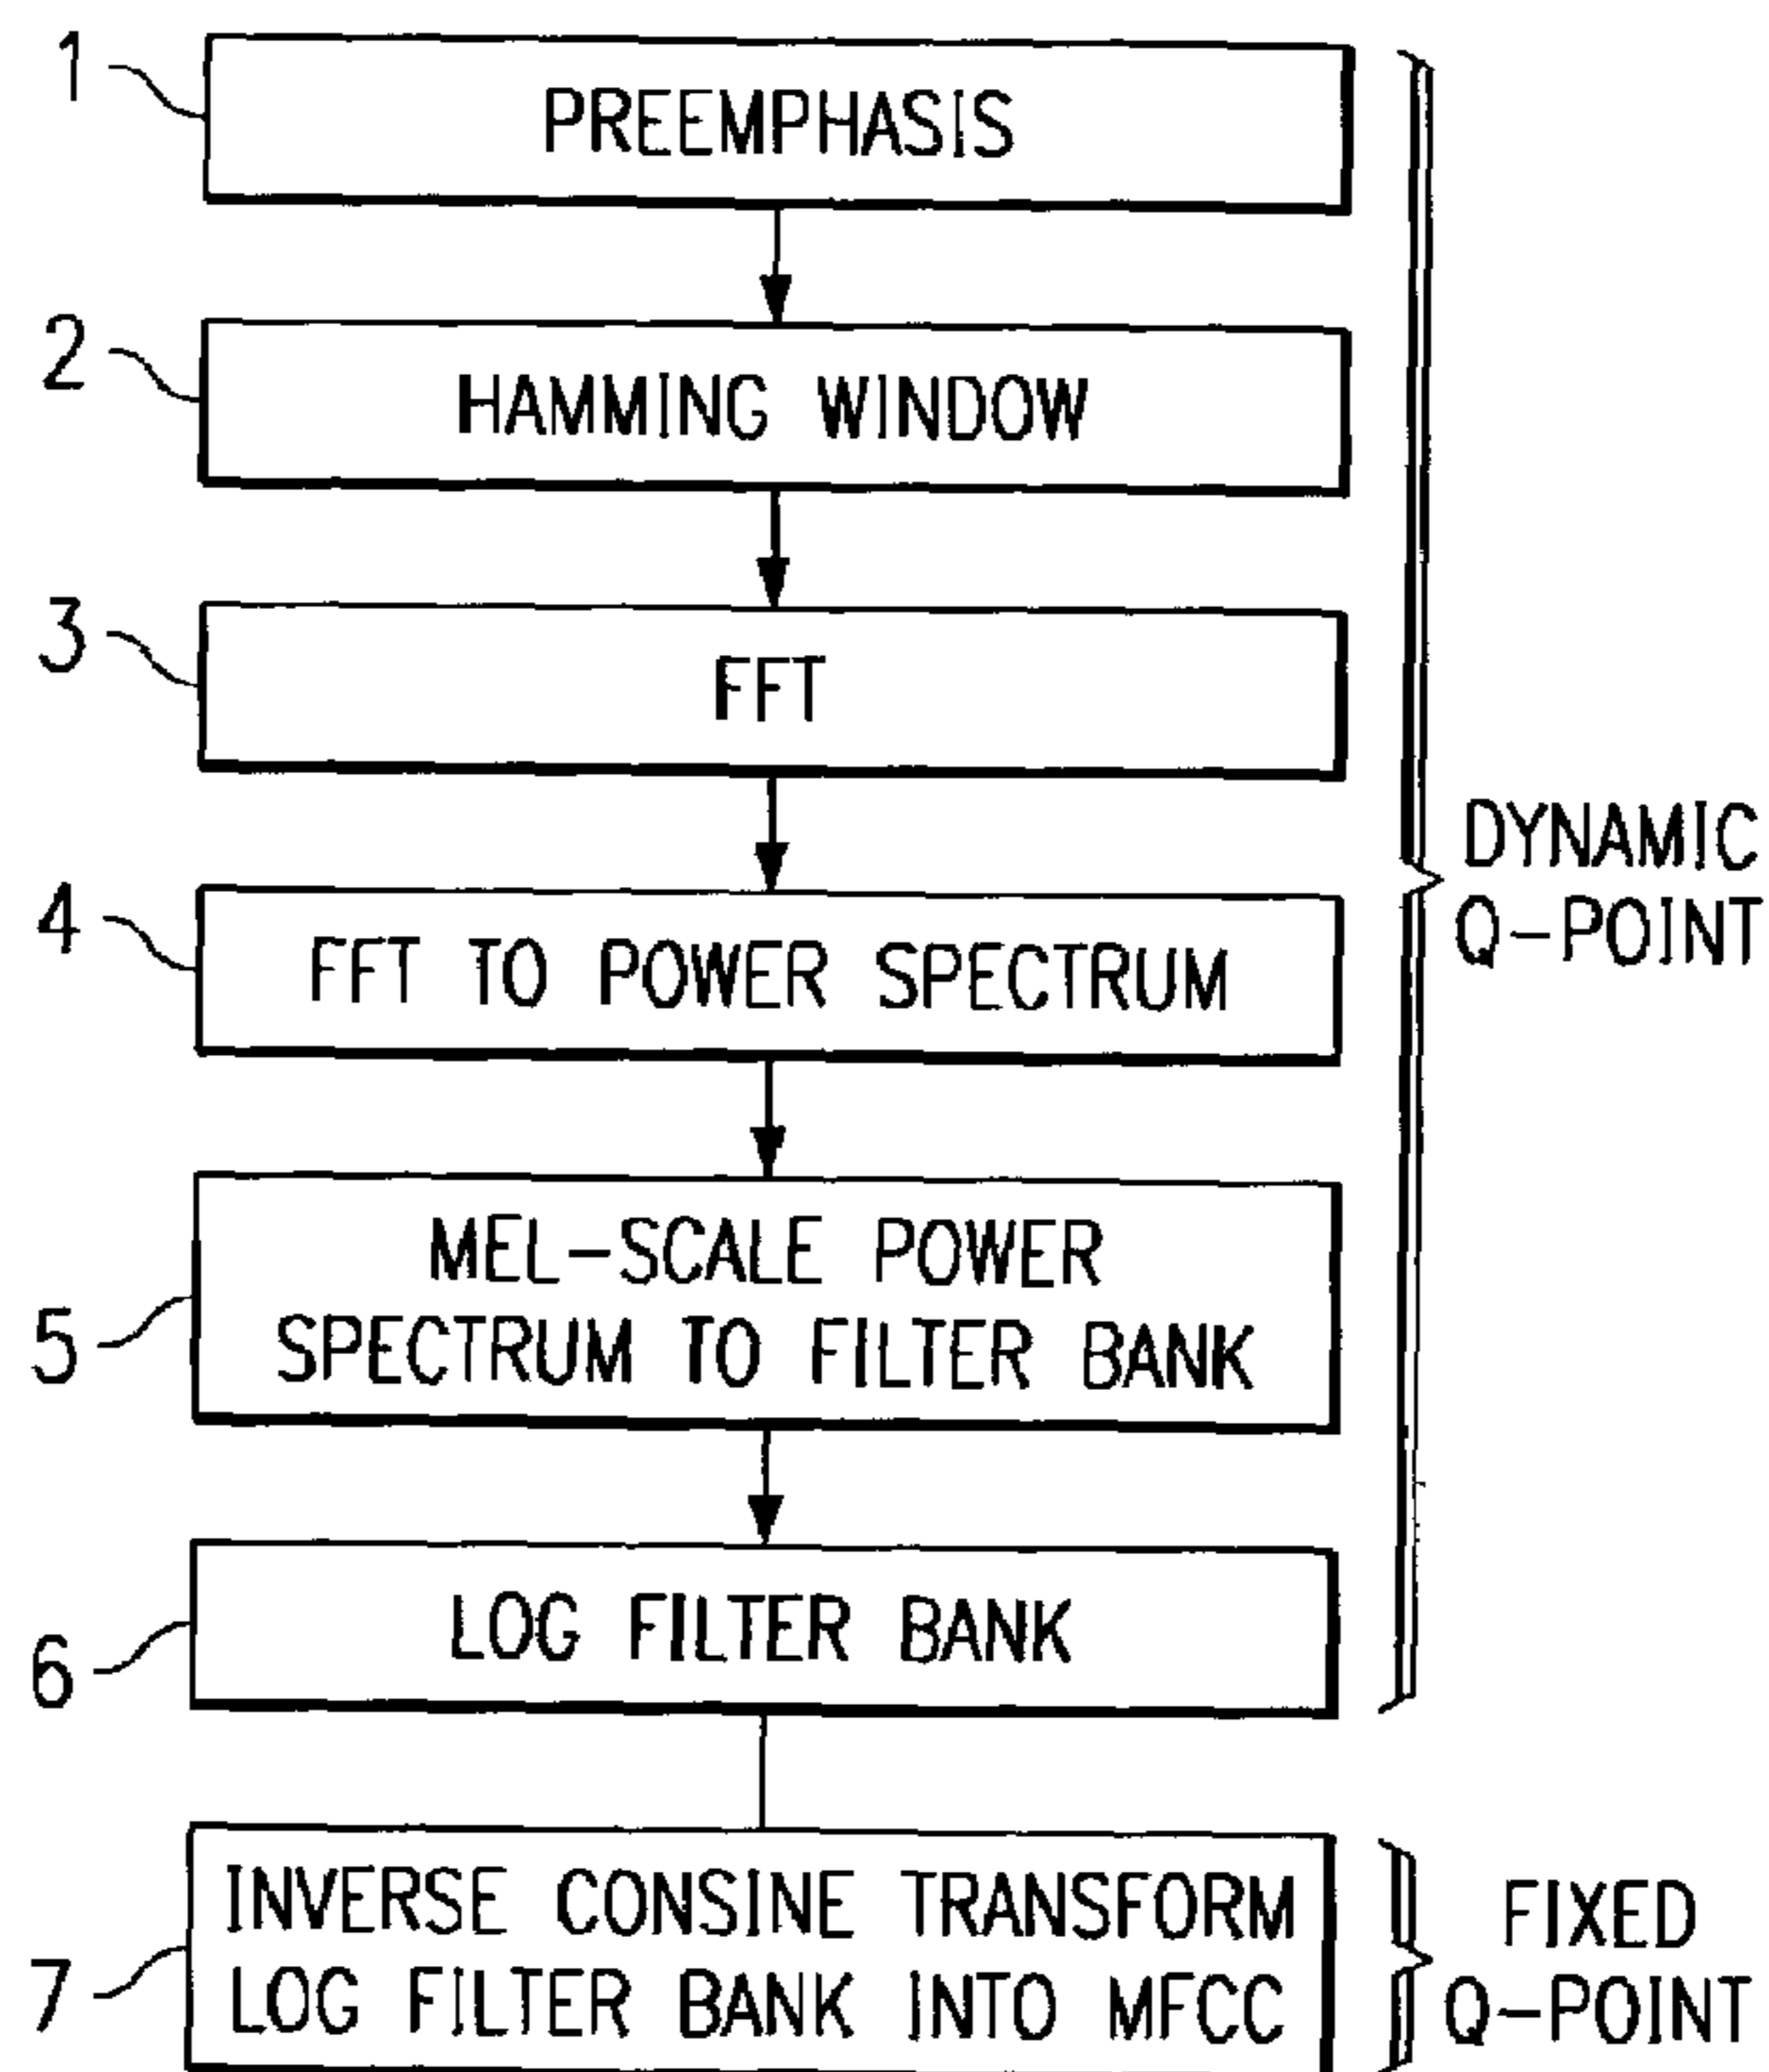 1
PREEMPHASIS
2
HAMMING WINDOW
3
FFT
4
FFT TO POWER SPECTRUM
DYNAMIC
Q-POINT
5
MEL-SCALE POWER
SPECTRUM TO FILTER BANK
6
LOG FILTER BANK
7
INVERSE CONSINE TRANSFORM
LOG FILTER BANK INTO MFCC
FIXED
Q-POINT